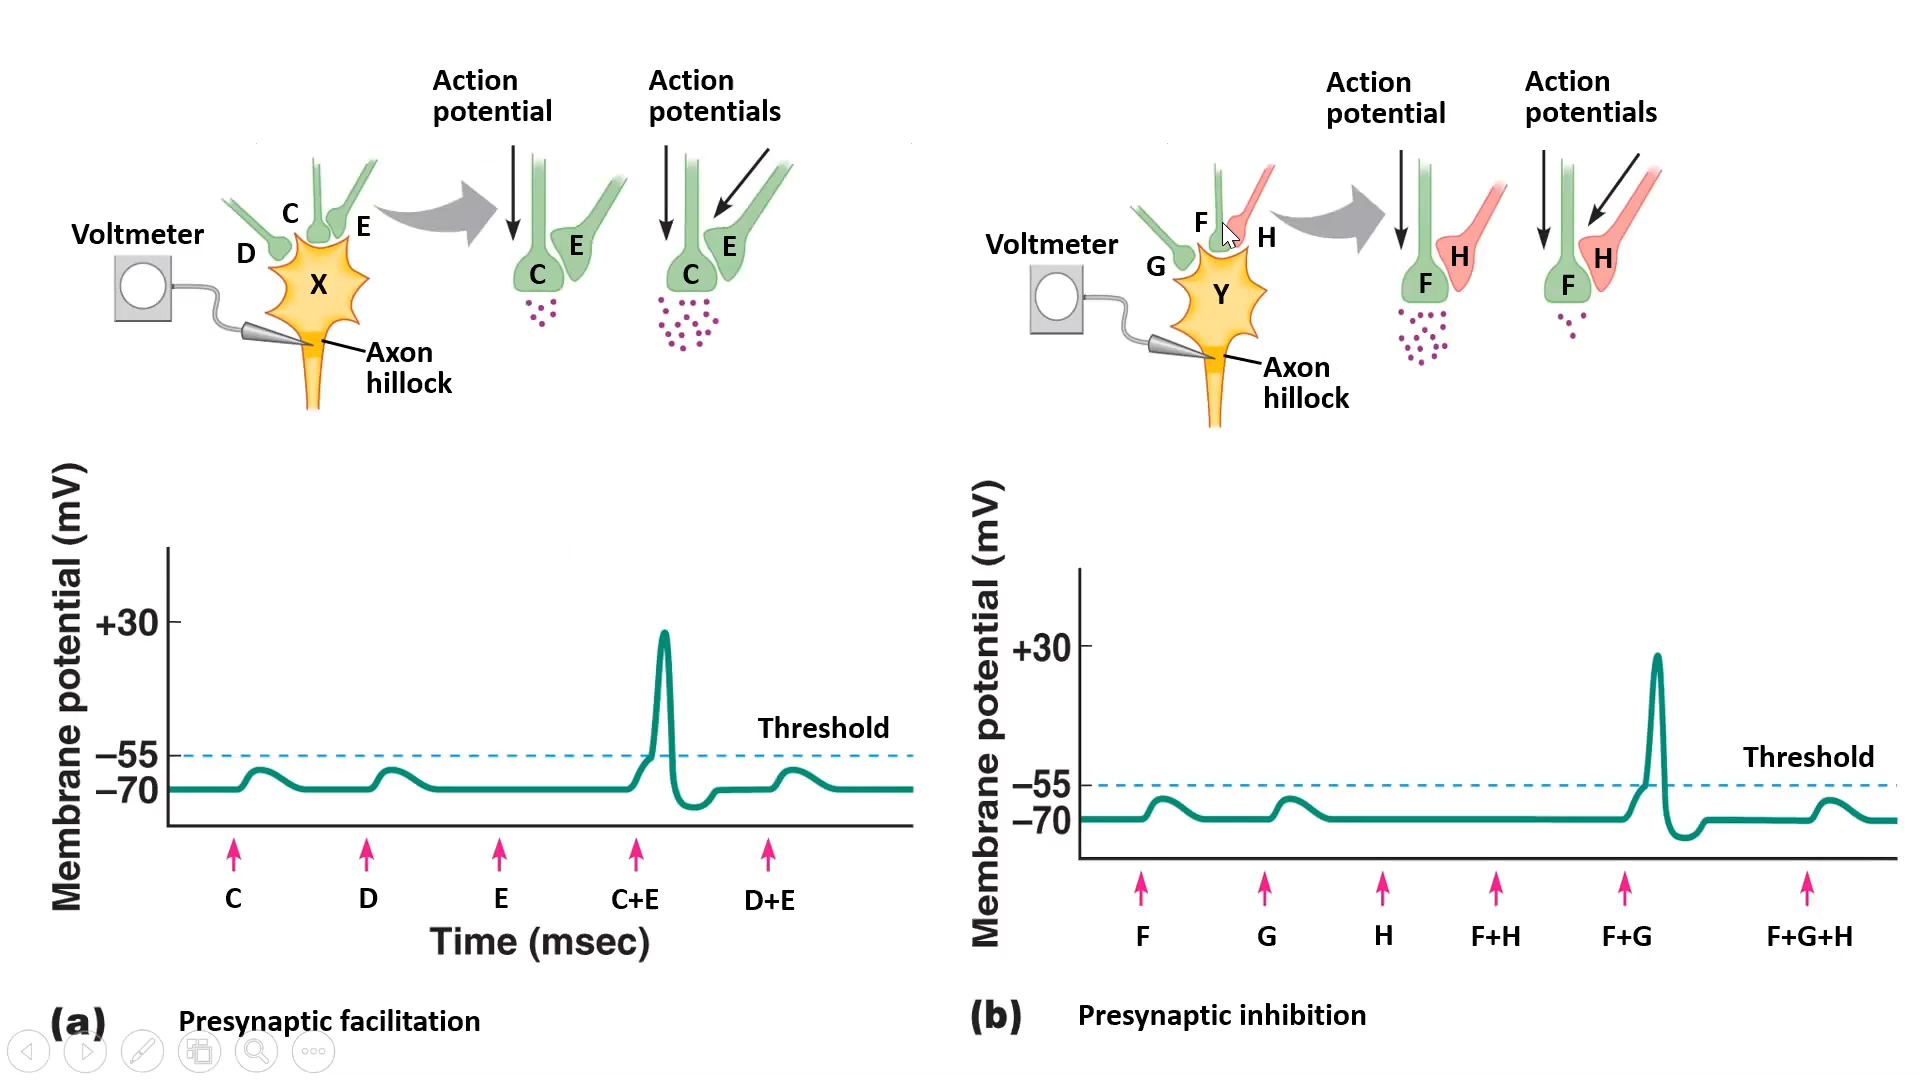 Action
potential
Action
potentials
Voltmeter
C
E
D
X
C
E
C
E
Axon
hillock
Membrane potential (mV)
+30
–55
–70
Threshold
C
D
E
C+E
D+E
Time (msec)
(a)
Presynaptic facilitation
Action
potential
Action
potentials
Voltmeter
F
H
G
Y
F
H
F
H
Axon
hillock
Membrane potential (mV)
+30
–55
–70
Threshold
F
G
H
F+H
F+G
F+G+H
(b)
Presynaptic inhibition